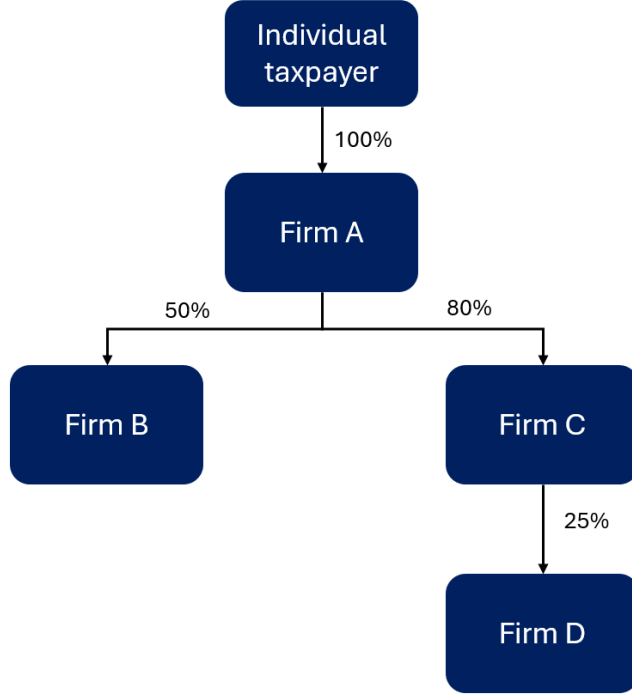 Individual
taxpayer
100%
Firm A
50%
80%
Firm B
Firm C
25%
Firm D